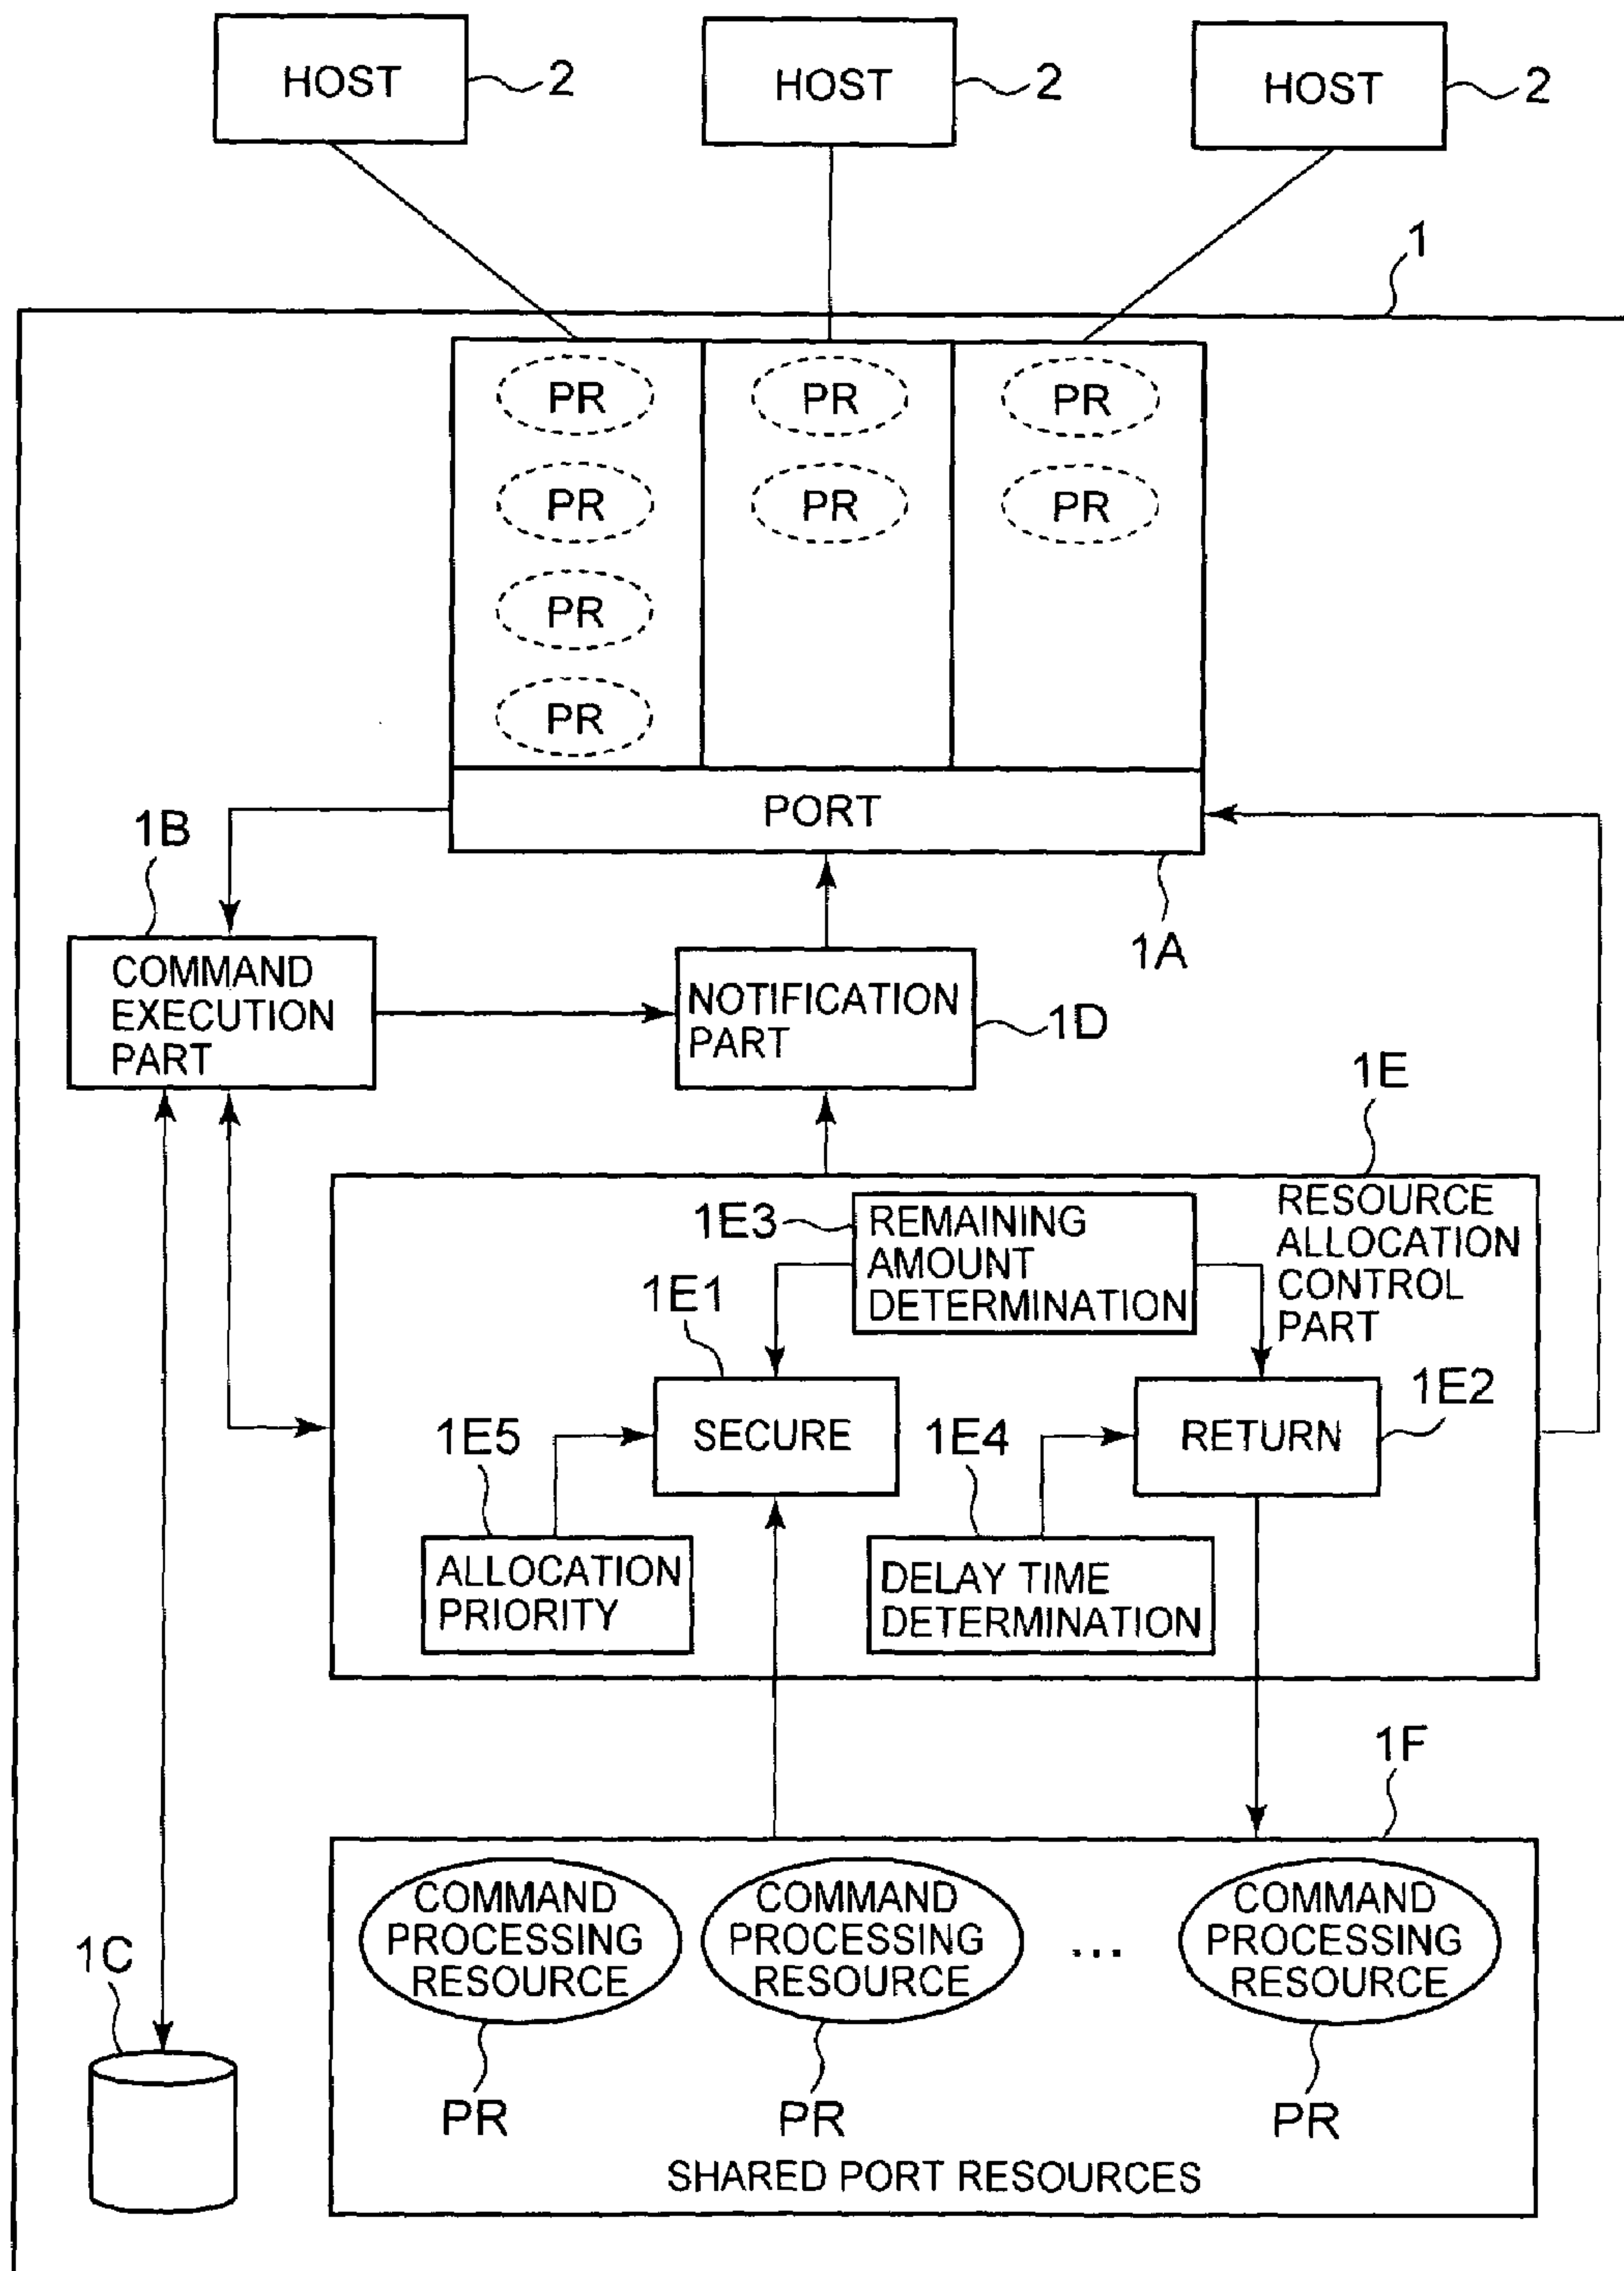 HOST 2 HOST 2 HOST 2
1
PR PR PR
PR PR PR
PR
PR
PORT
1B
1A
COMMAND
EXECUTION
PART
NOTIFICATION
PART
1D
1E
RESOURCE
ALLOCATION
CONTROL
PART
1E3
REMAINING
AMOUNT
DETERMINATION
1E1
SECURE
1E2
RETURN
1E5
ALLOCATION
PRIORITY
1E4
DELAY TIME
DETERMINATION
1F
COMMAND
PROCESSING
RESOURCE
COMMAND
PROCESSING
RESOURCE
...
COMMAND
PROCESSING
RESOURCE
1C
PR PR PR
SHARED PORT RESOURCES